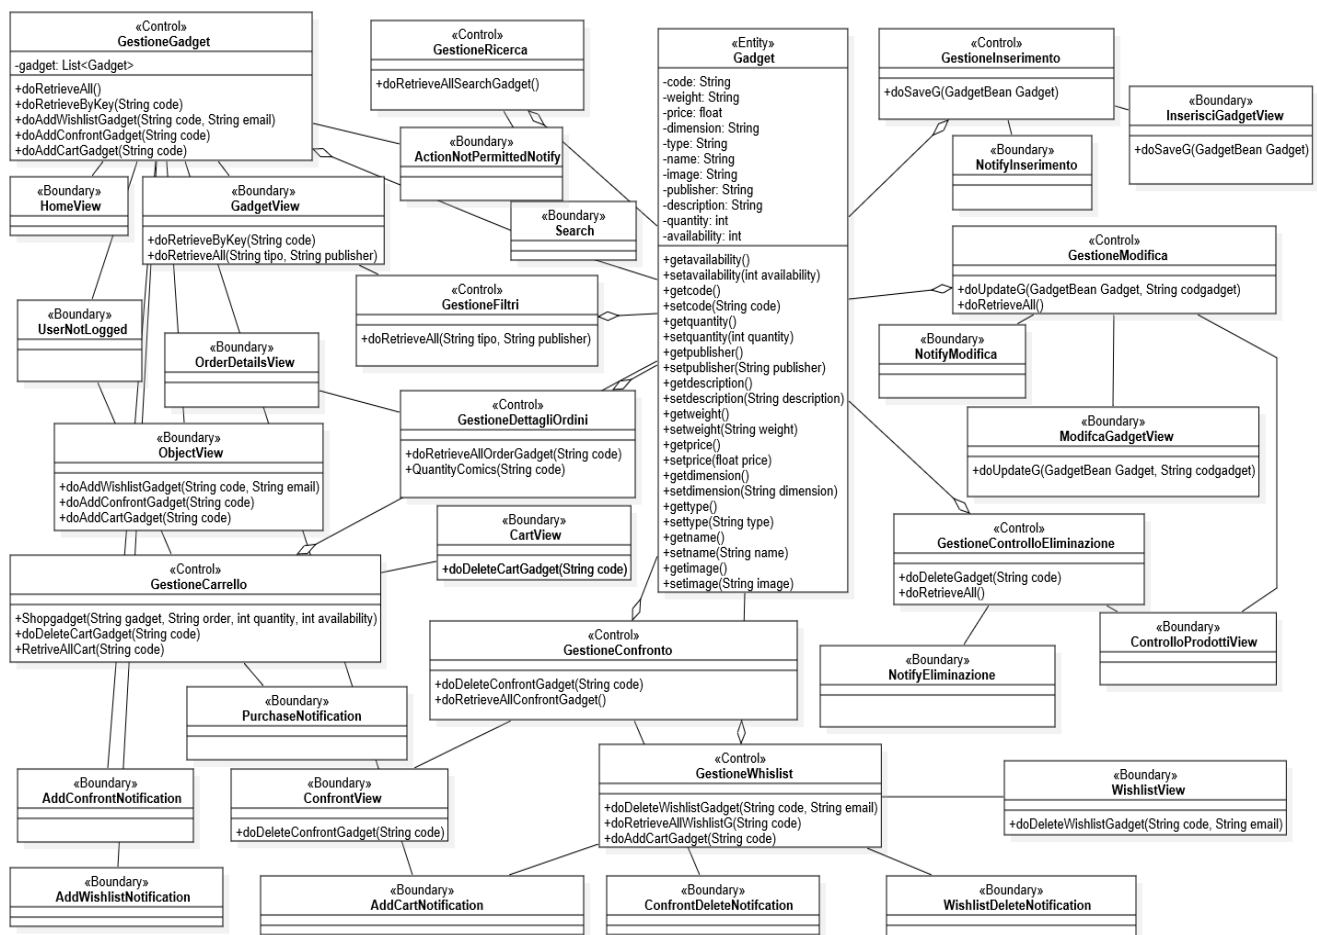 «Control»
GestioneGadget
-gadget: List<Gadget>
+doRetrieveAll()
+doRetrieveByKey(String code)
+doAddWishlistGadget(String code, String email)
+doAddConfrontGadget(String code)
+doAddCartGadget(String code)
«Control»
GestioneRicerca
+doRetrieveAllSearchGadget()
«Entity»
Gadget
-code: String
-weight: String
-price: float
-dimension: String
-type: String
-name: String
-image: String
-publisher: String
-description: String
-quantity: int
-availability: int
+getavailability()
+setavailability(int availability)
+getcode()
+setcode(String code)
+getquantity()
+setquantity(int quantity)
+getpublisher()
+setpublisher(String publisher)
+getdescription()
+setdescription(String description)
+getweight()
+setweight(String weight)
+getprice()
+setprice(float price)
+getdimension()
+setdimension(String dimension)
+gettype()
+settype(String type)
+getname()
+setname(String name)
+getimage()
+setimage(String image)
«Control»
GestioneInserimento
+doSaveG(GadgetBean Gadget)
«Boundary»
InserisciGadgetView
+doSaveG(GadgetBean Gadget)
«Boundary»
NotifyInserimento
«Boundary»
ActionNotPermittedNotify
«Boundary»
HomeView
«Boundary»
GadgetView
+doRetrieveByKey(String code)
+doRetrieveAll(String tipo, String publisher)
«Boundary»
Search
«Control»
GestioneModifica
+doUpdateG(GadgetBean Gadget, String codgadget)
+doRetrieveAll()
«Control»
GestioneFiltri
+doRetrieveAll(String tipo, String publisher)
«Boundary»
UserNotLogged
«Boundary»
OrderDetailsView
«Boundary»
NotifyModifica
«Control»
GestioneDettagliOrdini
+doRetrieveAllOrderGadget(String code)
+QuantityComics(String code)
«Boundary»
ModifcaGadgetView
+doUpdateG(GadgetBean Gadget, String codgadget)
«Boundary»
ObjectView
+doAddWishlistGadget(String code, String email)
+doAddConfrontGadget(String code)
+doAddCartGadget(String code)
«Boundary»
CartView
+doDeleteCartGadget(String code)
«Control»
GestioneControlloEliminazione
+doDeleteGadget(String code)
+doRetrieveAll()
«Control»
GestioneCarrello
+Shopgadget(String gadget, String order, int quantity, int availability)
+doDeleteCartGadget(String code)
+RetriveAllCart(String code)
«Boundary»
ControlloProdottiView
«Control»
GestioneConfronto
+doDeleteConfrontGadget(String code)
+doRetrieveAllConfrontGadget()
«Boundary»
NotifyEliminazione
«Boundary»
PurchaseNotification
«Control»
GestioneWhislist
+doDeleteWishlistGadget(String code, String email)
+doRetrieveAllWishlistG(String code)
+doAddCartGadget(String code)
«Boundary»
WishlistView
+doDeleteWishlistGadget(String code, String email)
«Boundary»
AddConfrontNotification
«Boundary»
ConfrontView
+doDeleteConfrontGadget(String code)
«Boundary»
AddWishlistNotification
«Boundary»
AddCartNotification
«Boundary»
ConfrontDeleteNotifcation
«Boundary»
WishlistDeleteNotification